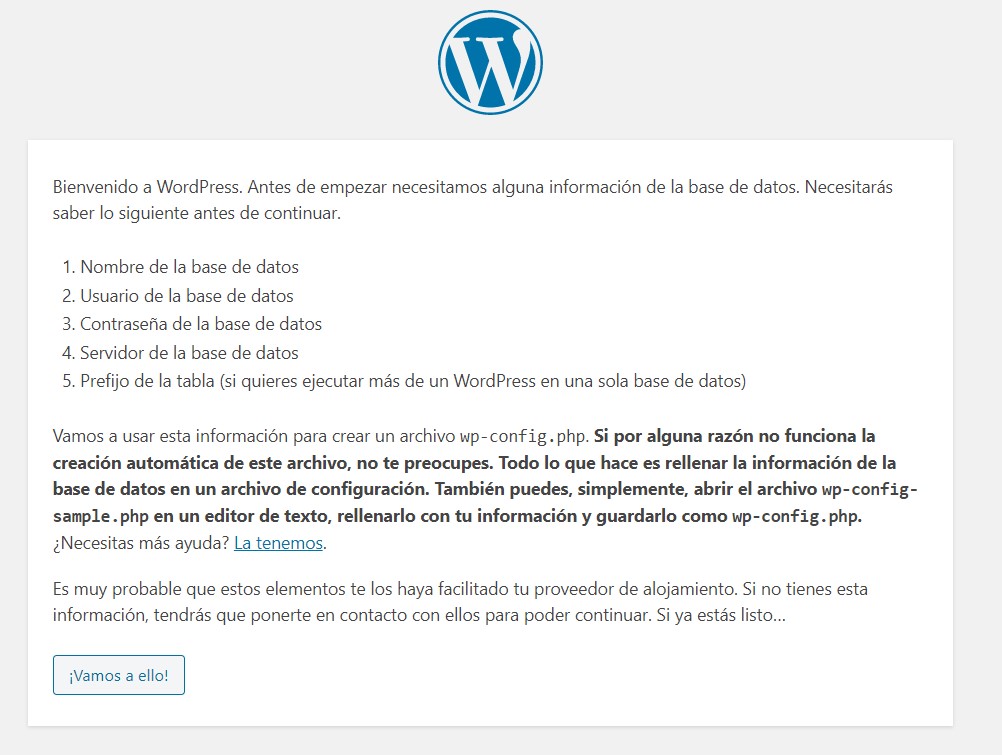 Bienvenido a WordPress. Antes de empezar necesitamos alguna información de la base de datos. Necesitarás
saber lo siguiente antes de continuar.
1. Nombre de la base de datos
2. Usuario de la base de datos
3. Contraseña de la base de datos
4. Servidor de la base de datos
5. Prefijo de la tabla (si quieres ejecutar más de un WordPress en una sola base de datos)
Vamos a usar esta información para crear un archivo wp-config.php. Si por alguna razón no funciona la
creación automática de este archivo, no te preocupes. Todo lo que hace es rellenar la información de la
base de datos en un archivo de configuración. También puedes, simplemente, abrir el archivo wp-config-
sample.php en un editor de texto, rellenarlo con tu información y guardarlo como wp-config.php.
¿Necesitas más ayuda? La tenemos.
Es muy probable que estos elementos te los haya facilitado tu proveedor de alojamiento. Si no tienes esta
información, tendrás que ponerte en contacto con ellos para poder continuar. Si ya estás listo…
¡Vamos a ello!